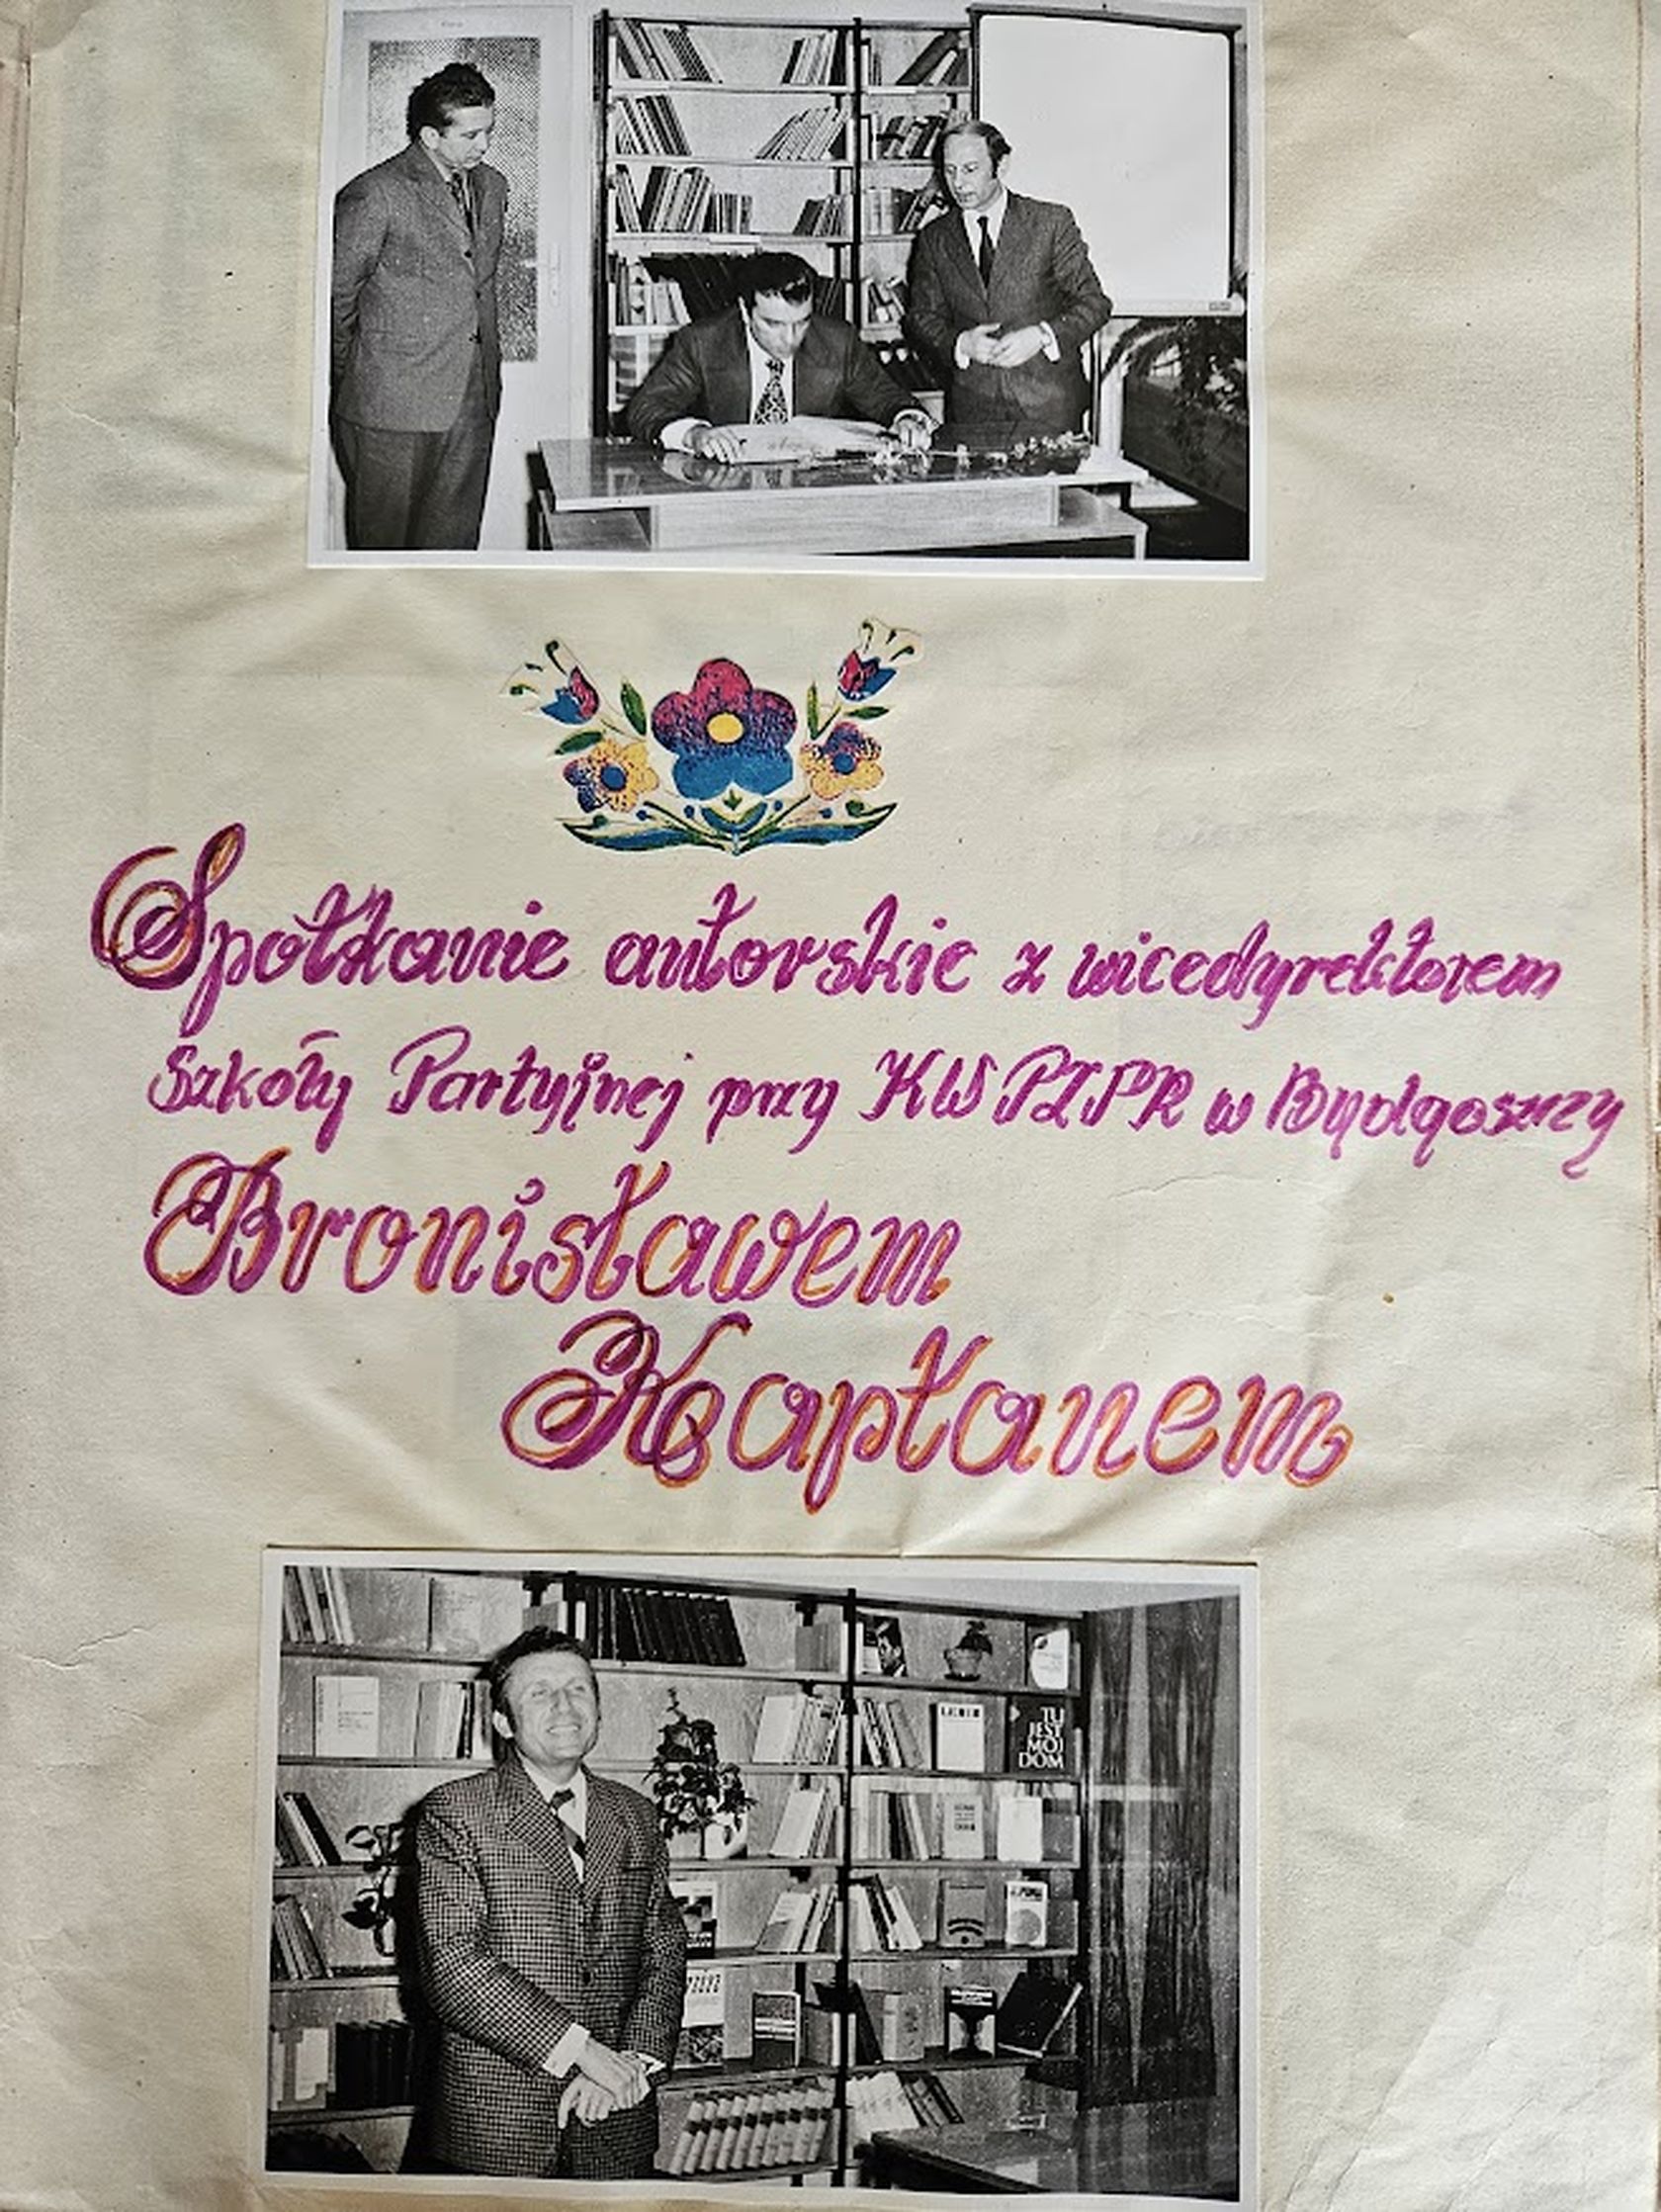 Spotkanie autorskie z wicedyrektorem
Szkoły Partyjnej przy KW PZPR w Bydgoszczy
Bronisławem
Kapłanem
TU
JEST
MÓJ
DOM